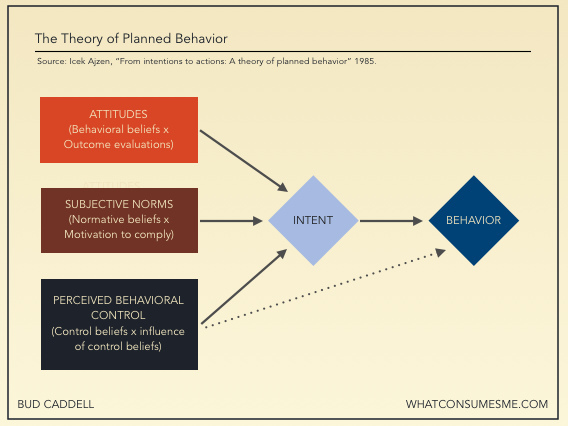 The Theory of Planned Behavior
Source: Icek Ajzen, "From intentions to actions: A theory of planned behavior" 1985.
ATTITUDES
(Behavioral beliefs x
Outcome evaluations)
SUBJECTIVE NORMS
(Normative beliefs x
Motivation to comply)
PERCEIVED BEHAVIORAL
CONTROL
(Control beliefs x influence
of control beliefs)
INTENT
BEHAVIOR
BUD CADDELL
WHATCONSUMESME.COM